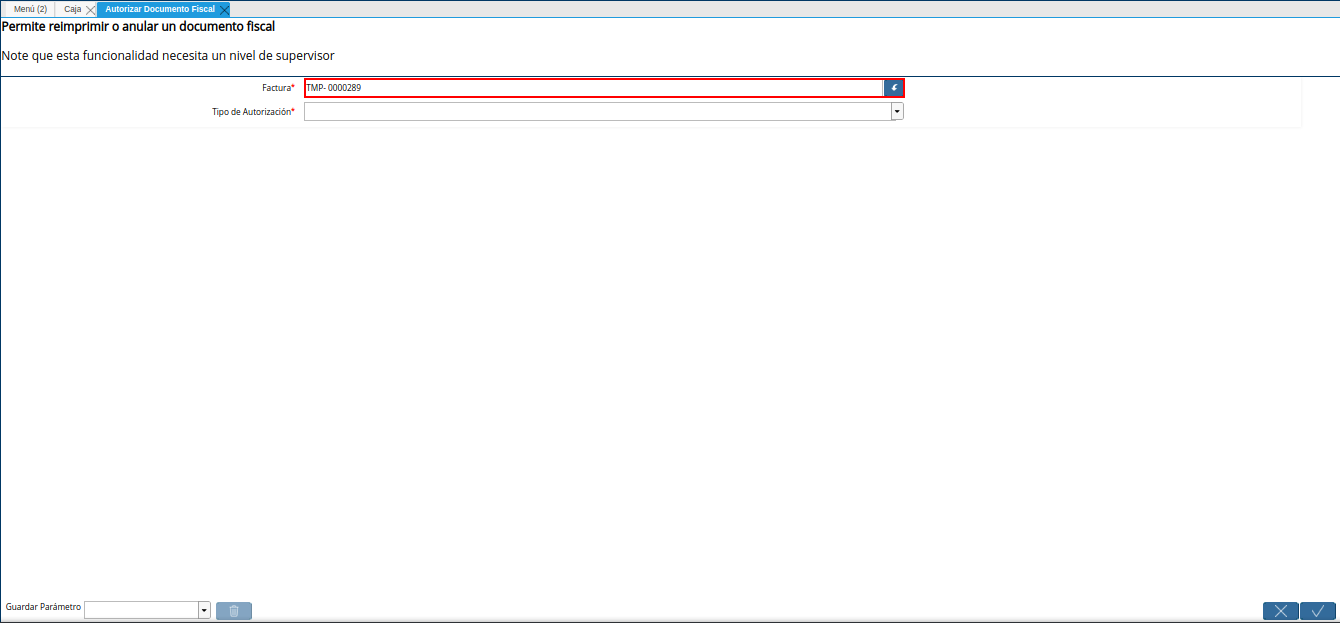 Menú (2) Caja Autorizar Documento Fiscal
Permite reimprimir o anular un documento fiscal
Note que esta funcionalidad necesita un nivel de supervisor
Factura* TMP- 0000289
Tipo de Autorización*
Guardar Parámetro